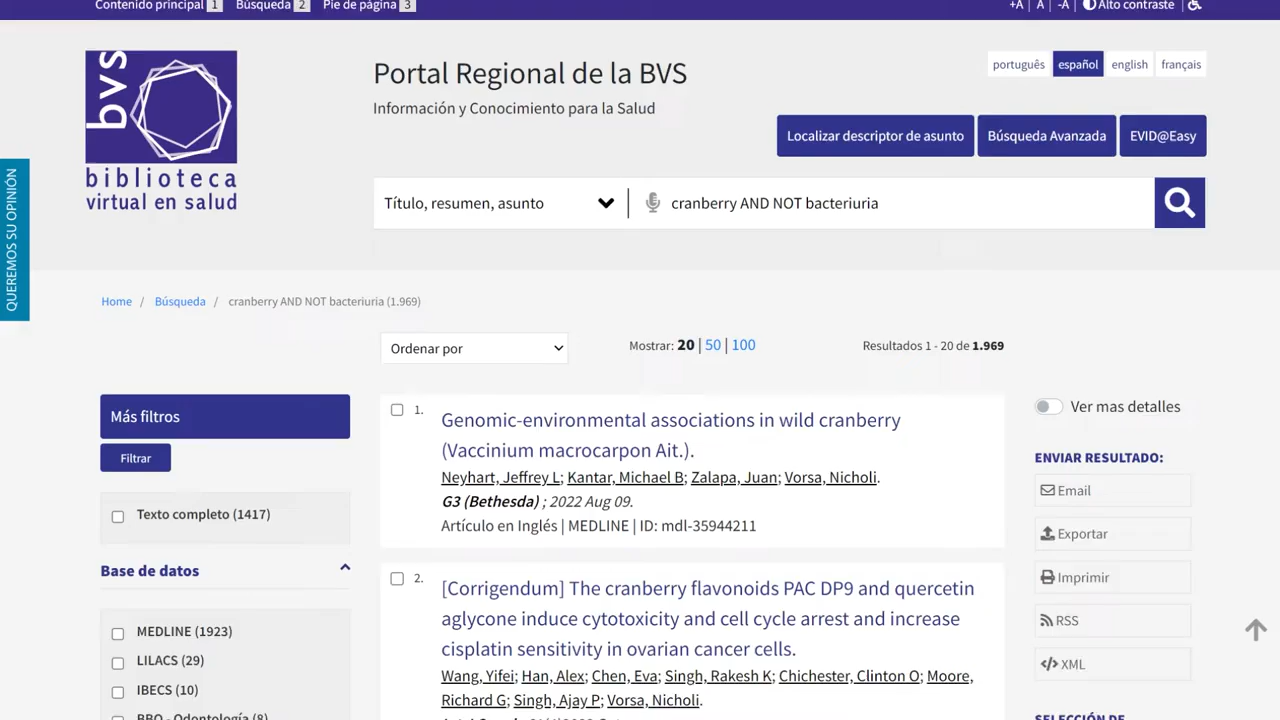 Contenido principal 1 Búsqueda 2 Pie de página 3
+A | A | -A | Alto contraste |
bvs
biblioteca
virtual en salud
Portal Regional de la BVS
Información y Conocimiento para la Salud
português español english français
Localizar descriptor de asunto Búsqueda Avanzada EVID@Easy
QUEREMOS SU OPINIÓN
Título, resumen, asunto cranberry AND NOT bacteriuria
Home / Búsqueda / cranberry AND NOT bacteriuria (1.969)
Ordenar por Mostrar: 20 | 50 | 100 Resultados 1 - 20 de 1.969
Más filtros
Filtrar
Texto completo (1417)
Base de datos
MEDLINE (1923)
LILACS (29)
IBECS (10)
BBO - Odontología (8)
1. Genomic-environmental associations in wild cranberry
(Vaccinium macrocarpon Ait.).
Neyhart, Jeffrey L; Kantar, Michael B; Zalapa, Juan; Vorsa, Nicholi.
G3 (Bethesda) ; 2022 Aug 09.
Artículo en Inglés | MEDLINE | ID: mdl-35944211
2. [Corrigendum] The cranberry flavonoids PAC DP9 and quercetin
aglycone induce cytotoxicity and cell cycle arrest and increase
cisplatin sensitivity in ovarian cancer cells.
Wang, Yifei; Han, Alex; Chen, Eva; Singh, Rakesh K; Chichester, Clinton O; Moore,
Richard G; Singh, Ajay P; Vorsa, Nicholi.
Ver mas detalles
ENVIAR RESULTADO:
Email
Exportar
Imprimir
RSS
XML
SELECCIÓN DE